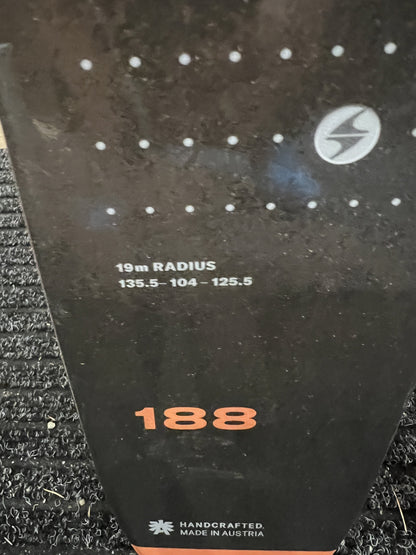 19m RADIUS
135.5– 104 – 125.5
188
HANDCRAFTED.
MADE IN AUSTRIA